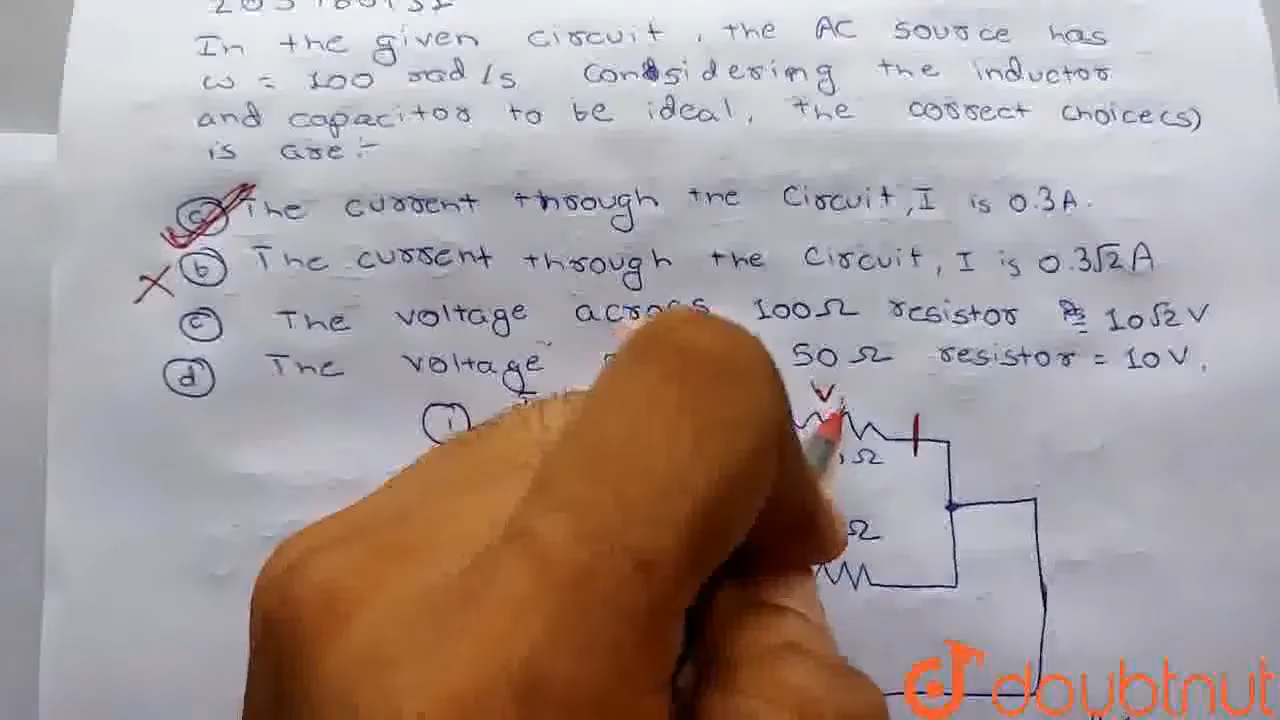 In the given circuit, the AC source has
ω = 100 rad/s considering the inductor
and capacitor to be ideal, the correct choice(s)
is are:-
(a) The current through the circuit, I is 0.3A.
(b) The current through the circuit, I is 0.3√2 A
(c) The voltage across 100Ω resistor = 10√2 V
(d) The voltage 50Ω resistor = 10V.
V
Ω
Ω
doubtnut